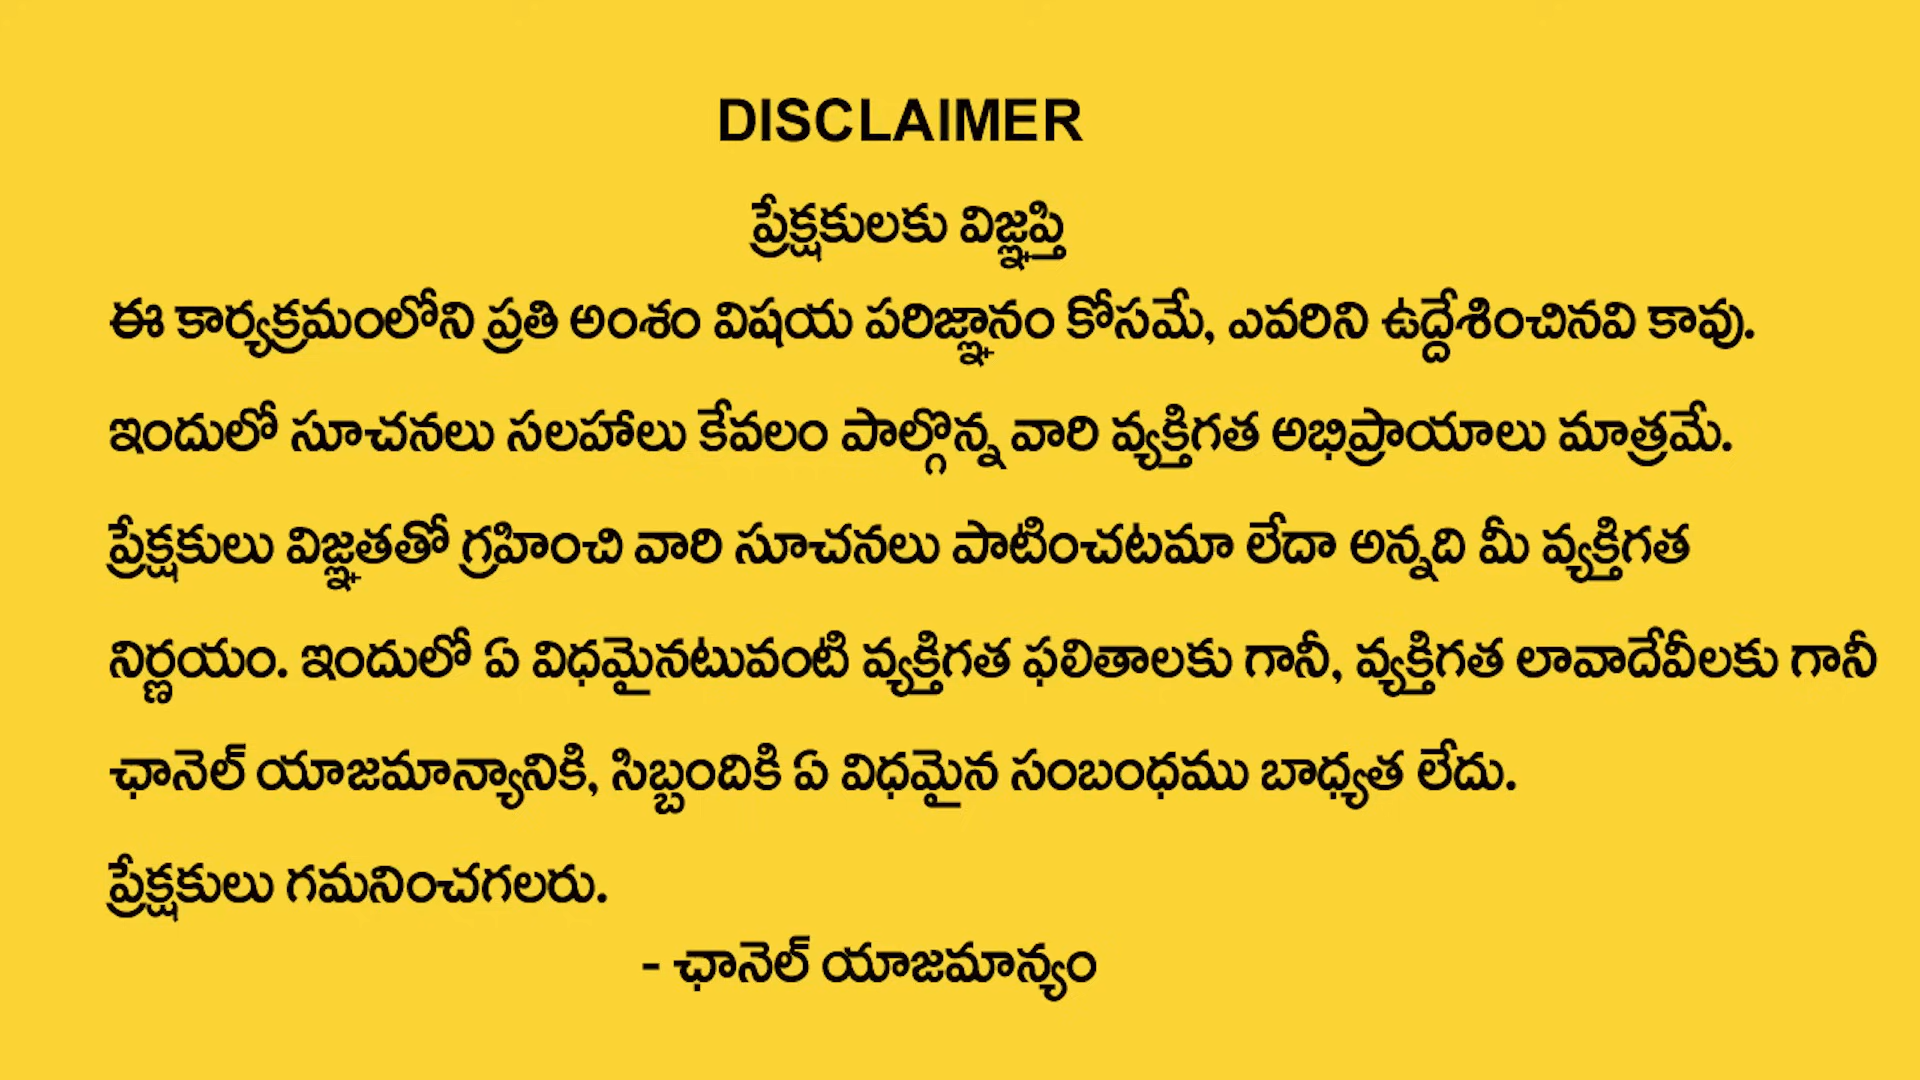 DISCLAIMER
ప్రేక్షకులకు విజ్ఞప్తి
ఈ కార్యక్రమంలోని ప్రతి అంశం విషయ పరిజ్ఞానం కోసమే, ఎవరిని ఉద్దేశించినవి కావు.
ఇందులో సూచనలు సలహాలు కేవలం పాల్గొన్న వారి వ్యక్తిగత అభిప్రాయాలు మాత్రమే.
ప్రేక్షకులు విజ్ఞతతో గ్రహించి వారి సూచనలు పాటించటమా లేదా అన్నది మీ వ్యక్తిగత
నిర్ణయం. ఇందులో ఏ విధమైనటువంటి వ్యక్తిగత ఫలితాలకు గానీ, వ్యక్తిగత లావాదేవీలకు గానీ
ఛానెల్ యాజమాన్యానికి, సిబ్బందికి ఏ విధమైన సంబంధము బాధ్యత లేదు.
ప్రేక్షకులు గమనించగలరు.
- ఛానెల్ యాజమాన్యం